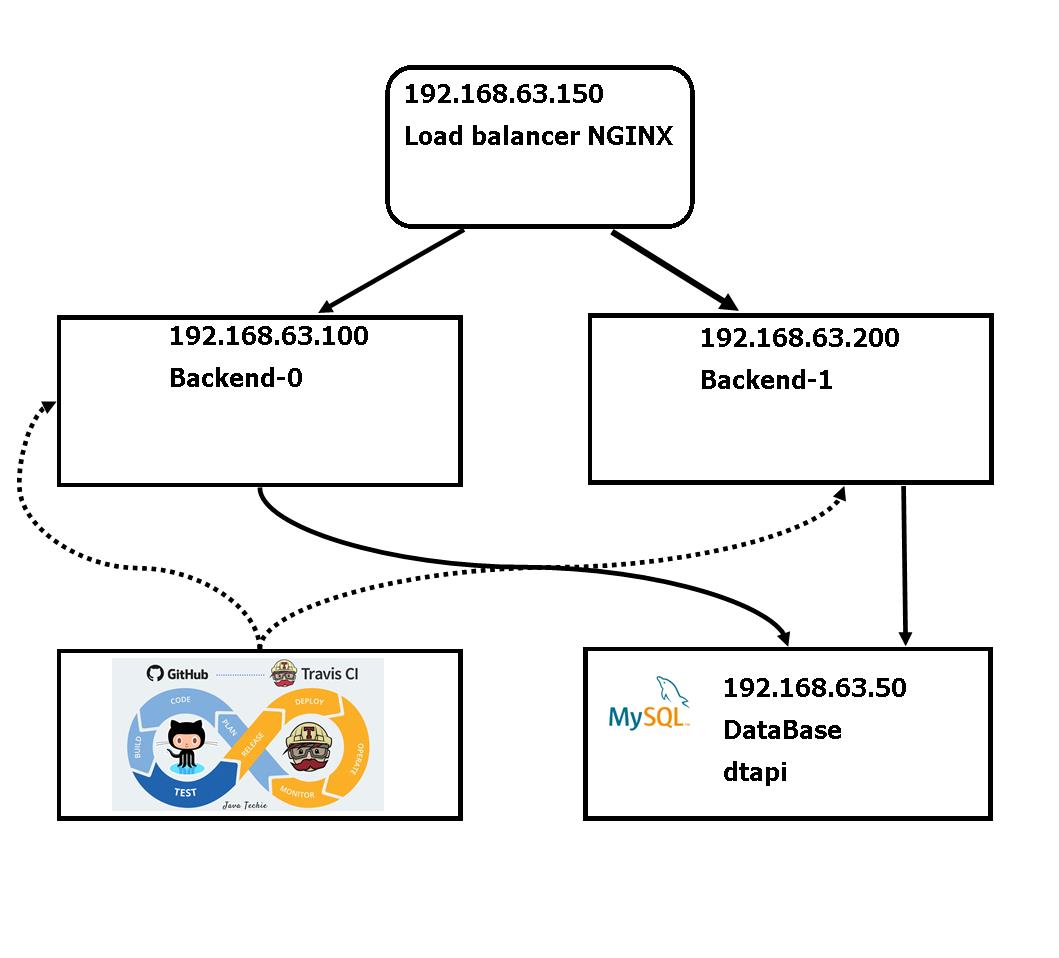 192.168.63.150
Load balancer NGINX
192.168.63.100
Backend-0
192.168.63.200
Backend-1
GitHub
Travis CI
CODE
BUILD
PLAN
TEST
RELEASE
DEPLOY
OPERATE
MONITOR
T
Java Techie
MySQL™
192.168.63.50
DataBase
dtapi